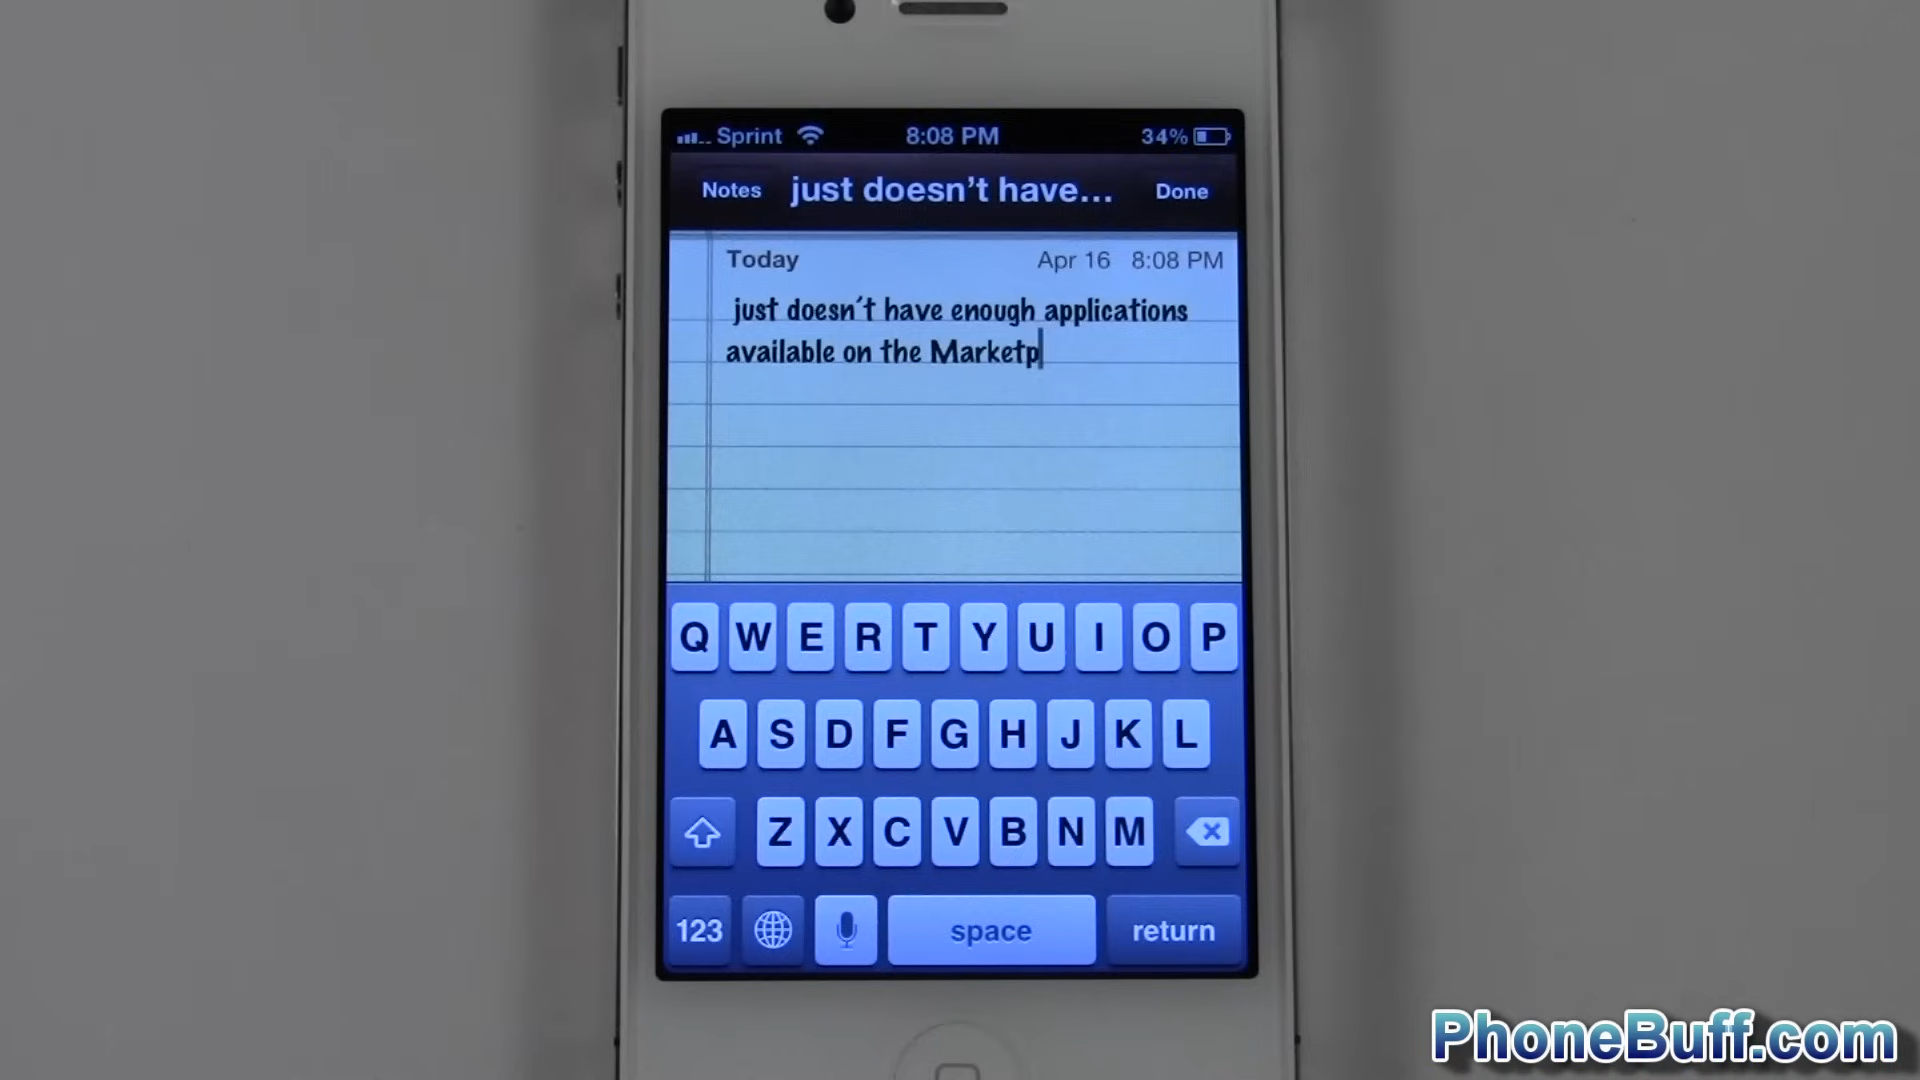 Sprint 8:08 PM 34%
Notes just doesn't have... Done
Today Apr 16 8:08 PM
just doesn't have enough applications
available on the Marketp
Q W E R T Y U I O P
A S D F G H J K L
Z X C V B N M
123 space return
PhoneBuff.com